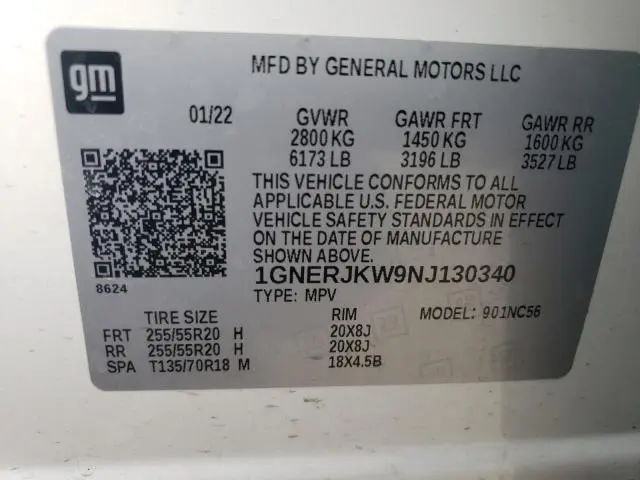 gm
MFD BY GENERAL MOTORS LLC
01/22 GVWR GAWR FRT GAWR RR
2800 KG 1450 KG 1600 KG
6173 LB 3196 LB 3527 LB
THIS VEHICLE CONFORMS TO ALL
APPLICABLE U.S. FEDERAL MOTOR
VEHICLE SAFETY STANDARDS IN EFFECT
ON THE DATE OF MANUFACTURE
SHOWN ABOVE.
8624
1GNERJKW9NJ130340
TYPE: MPV MODEL: 901NC56
TIRE SIZE RIM
FRT 255/55R20 H 20X8J
RR 255/55R20 H 20X8J
SPA T135/70R18 M 18X4.5B